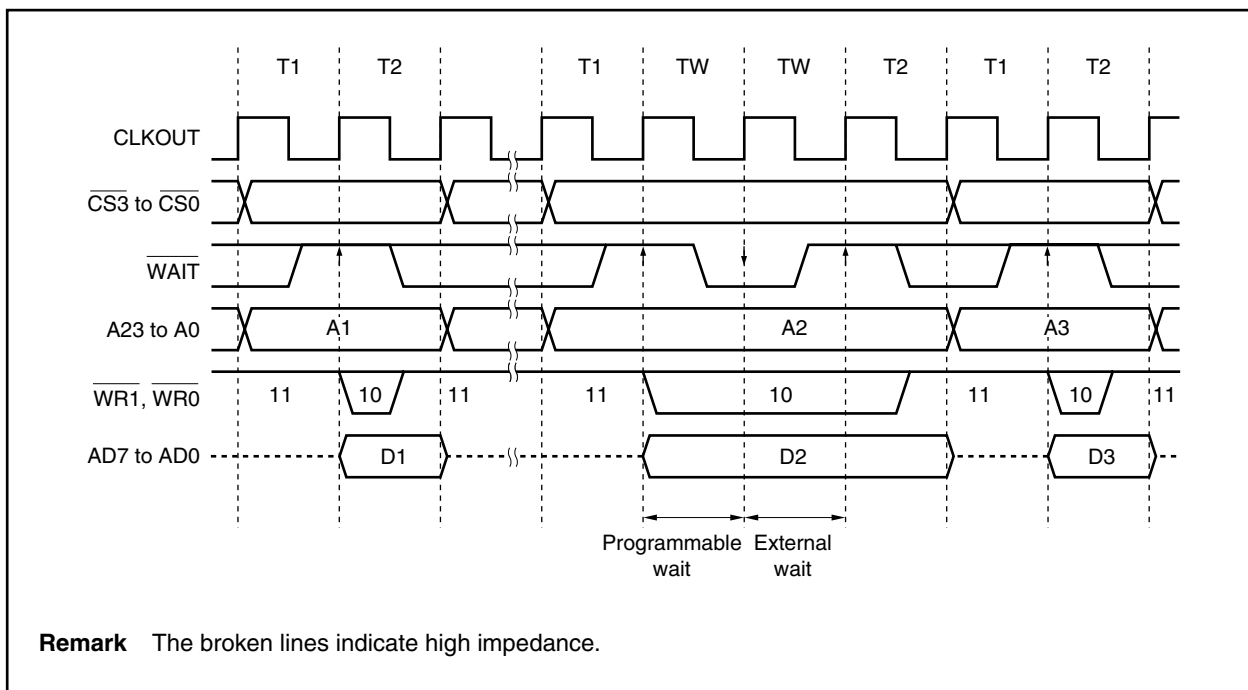 T1 T2 T1 TW TW T2 T1 T2
CLKOUT
CS3 to CS0
WAIT
A23 to A0 A1 A2 A3
WR1, WR0 11 10 11 11 10 11 10 11
AD7 to AD0 D1 D2 D3
Programmable External
wait wait
Remark The broken lines indicate high impedance.